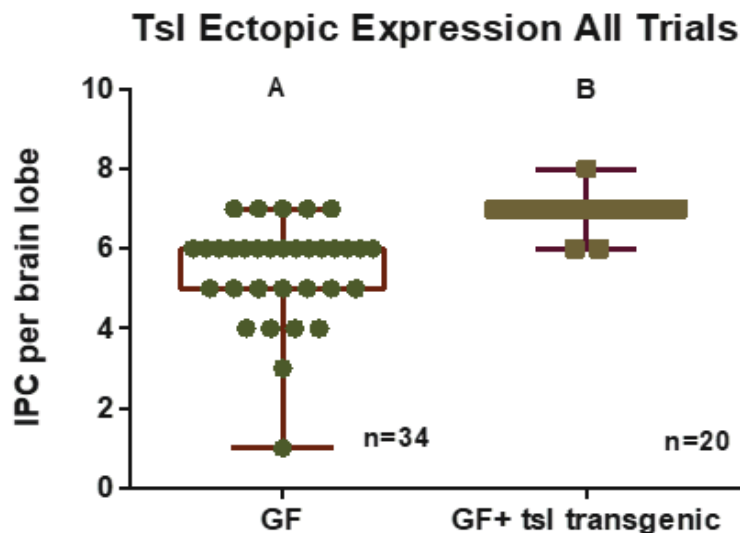 Tsl Ectopic Expression All Trials
A
B
10
8
6
4
2
0
IPC per brain lobe
n=34
n=20
GF
GF+ tsl transgenic